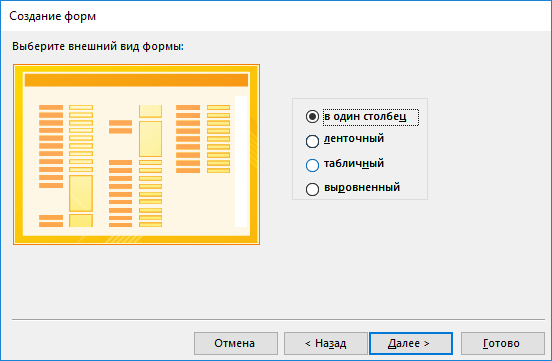 Создание форм
Выберите внешний вид формы:
в один столбец
ленточный
табличный
выровненный
Отмена
< Назад
Далее >
Готово